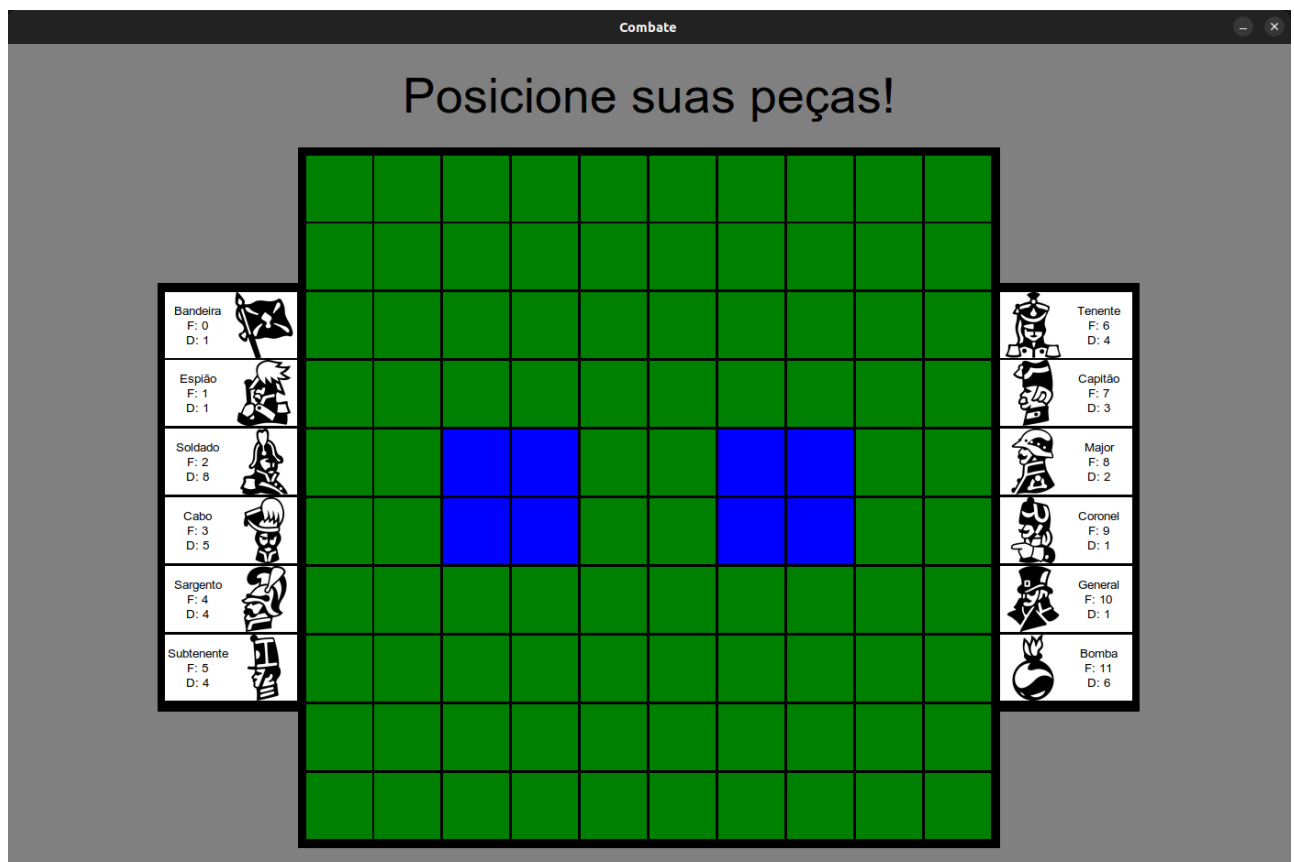 Combate
Posicione suas peças!
Bandeira
F: 0
D: 1
Espião
F: 1
D: 1
Soldado
F: 2
D: 8
Cabo
F: 3
D: 5
Sargento
F: 4
D: 4
Subtenente
F: 5
D: 4
Tenente
F: 6
D: 4
Capitão
F: 7
D: 3
Major
F: 8
D: 2
Coronel
F: 9
D: 1
General
F: 10
D: 1
Bomba
F: 11
D: 6